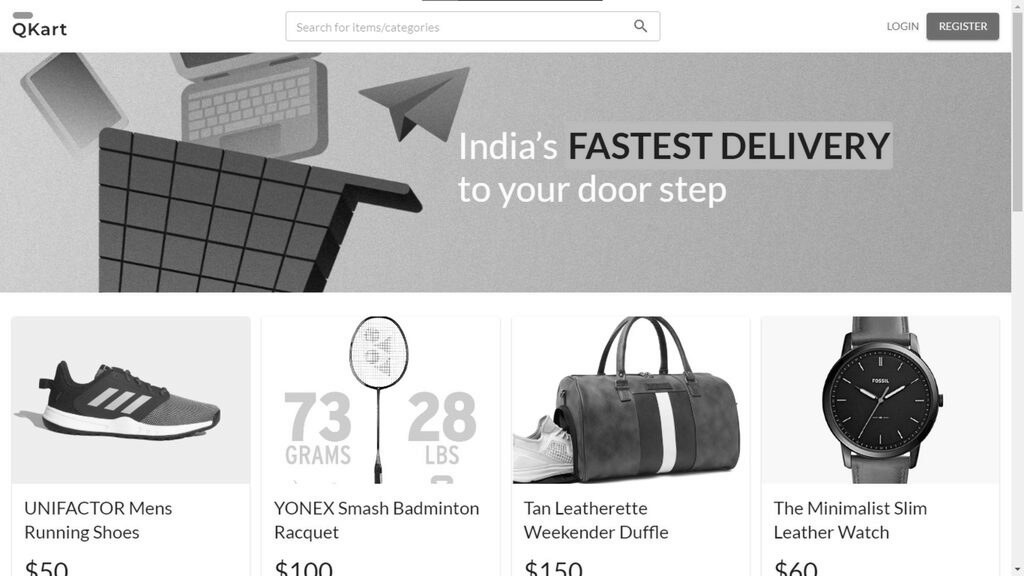 QKart
Search for items/categories
LOGIN
REGISTER
India’s FASTEST DELIVERY
to your door step
73
GRAMS
28
LBS
FOSSIL
UNIFACTOR Mens
Running Shoes
YONEX Smash Badminton
Racquet
Tan Leatherette
Weekender Duffle
The Minimalist Slim
Leather Watch
$50
$100
$150
$60